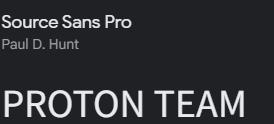 Source Sans Pro
Paul D. Hunt
PROTON TEAM